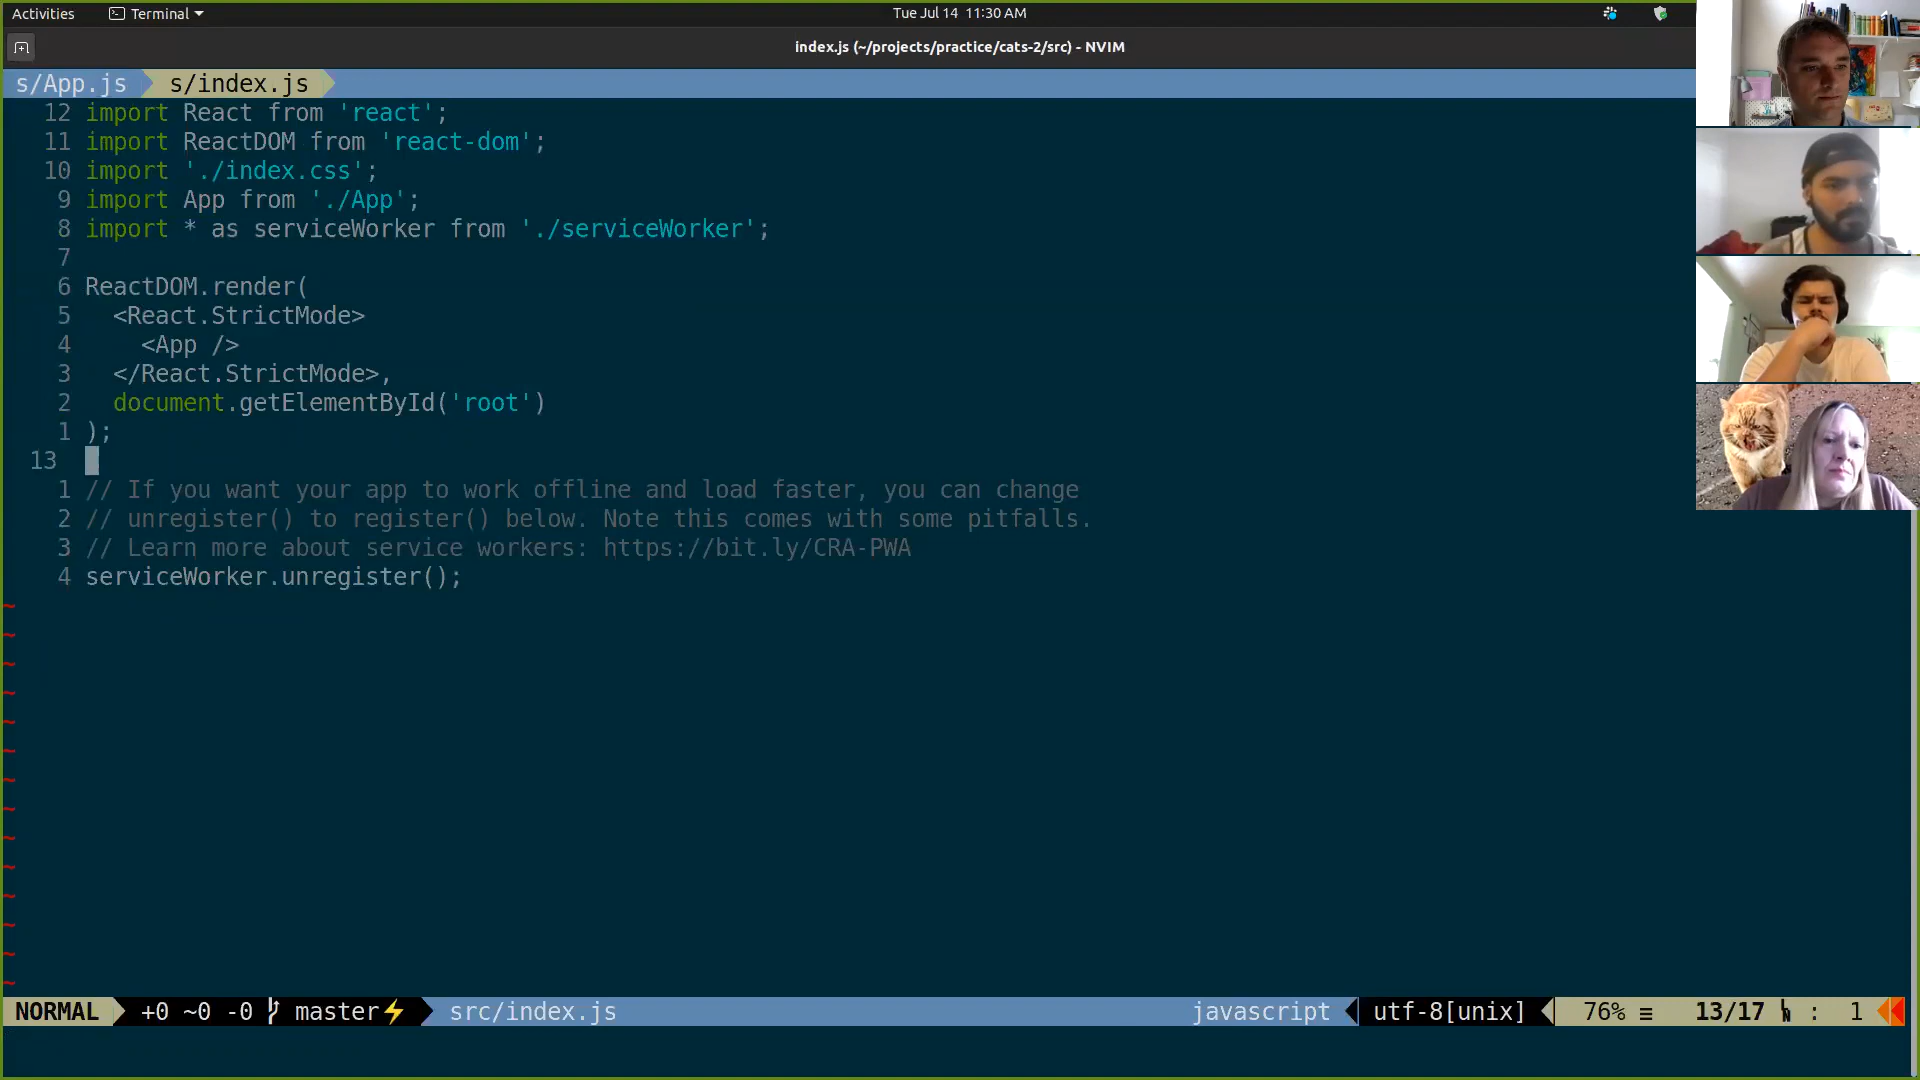 Activities
Terminal
Tue Jul 14 11:30 AM
index.js (~/projects/practice/cats-2/src) - NVIM
s/App.js s/index.js
12 import React from 'react';
11 import ReactDOM from 'react-dom';
10 import './index.css';
9 import App from './App';
8 import * as serviceWorker from './serviceWorker';
7
6 ReactDOM.render(
5 <React.StrictMode>
4 <App />
3 </React.StrictMode>,
2 document.getElementById('root')
1 );
13
1 // If you want your app to work offline and load faster, you can change
2 // unregister() to register() below. Note this comes with some pitfalls.
3 // Learn more about service workers: https://bit.ly/CRA-PWA
4 serviceWorker.unregister();
~
~
~
~
~
~
~
~
~
~
~
~
~
~
NORMAL +0 ~0 -0 master⚡ src/index.js javascript utf-8[unix] 76% ≡ 13/17 : 1